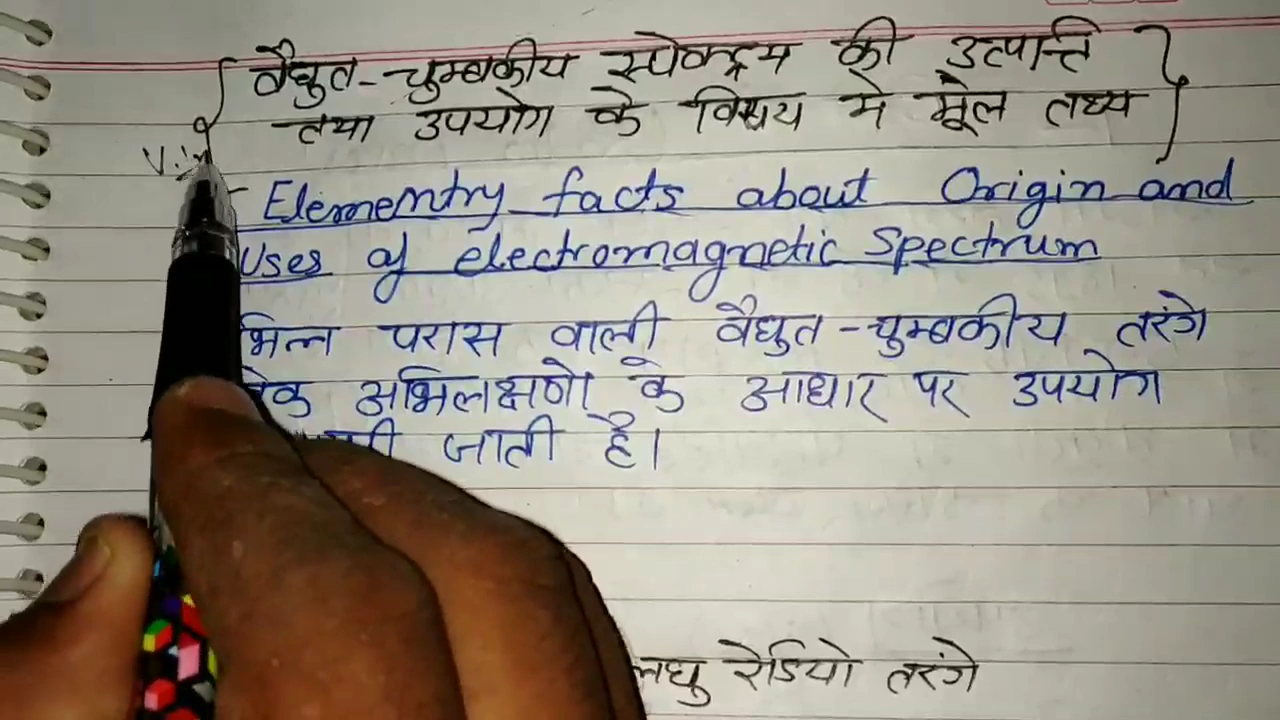 वैधुत-चुम्बकीय स्पेक्ट्रम की उत्पत्ति
तथा उपयोग के विषय मे मूल तथ्य
Elementry facts about Origin and
Uses of electromagnetic Spectrum
परास वाली वैधुत-चुम्बकीय तरंगे
अभिलक्षणो के आधार पर उपयोग
जाती है।
लघु रेडियो तरंगे